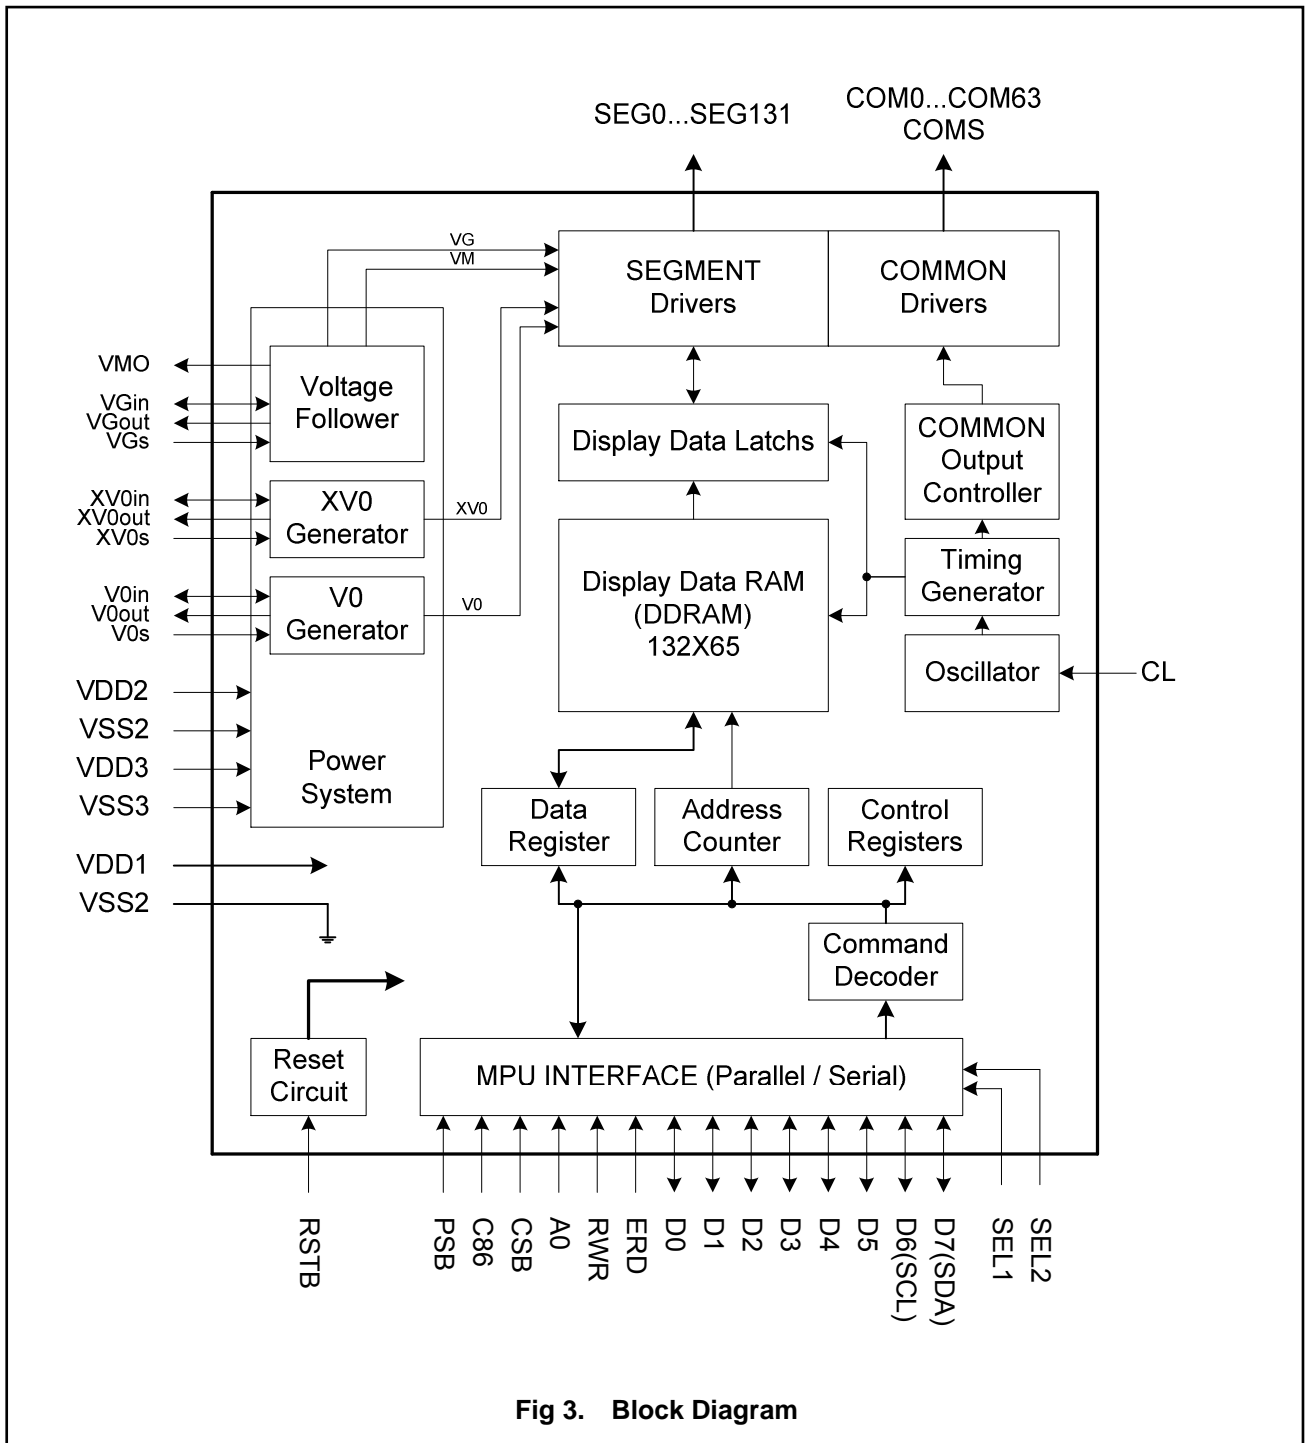 SEG0...SEG131
COM0...COM63
COMS
VG
VM
SEGMENT
Drivers
COMMON
Drivers
VMO
VGin
VGout
VGs
Voltage
Follower
Display Data Latchs
COMMON
Output
Controller
XV0in
XV0out
XV0s
XV0
Generator
XV0
Display Data RAM
(DDRAM)
132X65
Timing
Generator
V0in
V0out
V0s
V0
Generator
V0
Oscillator
CL
VDD2
VSS2
VDD3
VSS3
Power
System
Data
Register
Address
Counter
Control
Registers
VDD1
VSS2
Command
Decoder
Reset
Circuit
MPU INTERFACE (Parallel / Serial)
RSTB
PSB
C86
CSB
A0
RWR
ERD
D0
D1
D2
D3
D4
D5
D6(SCL)
D7(SDA)
SEL1
SEL2
Fig 3. Block Diagram